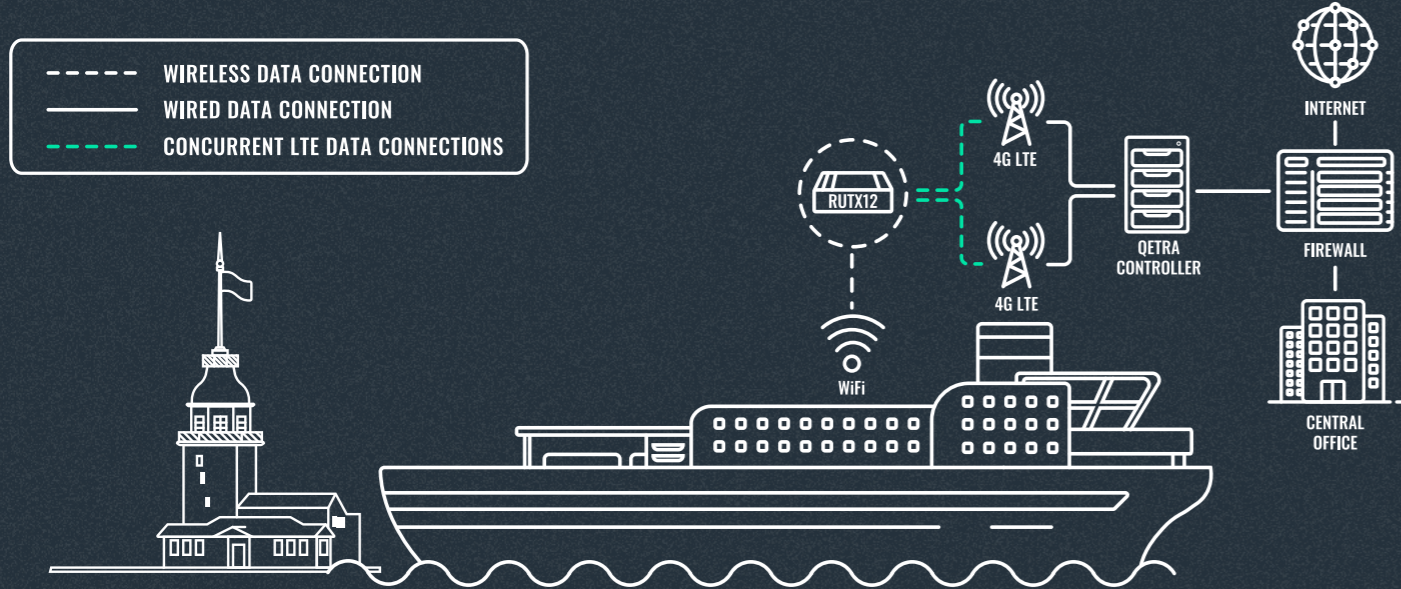 WIRELESS DATA CONNECTION
WIRED DATA CONNECTION
CONCURRENT LTE DATA CONNECTIONS
INTERNET
4G LTE
RUTX12
QETRA
CONTROLLER
FIREWALL
4G LTE
WiFi
CENTRAL
OFFICE